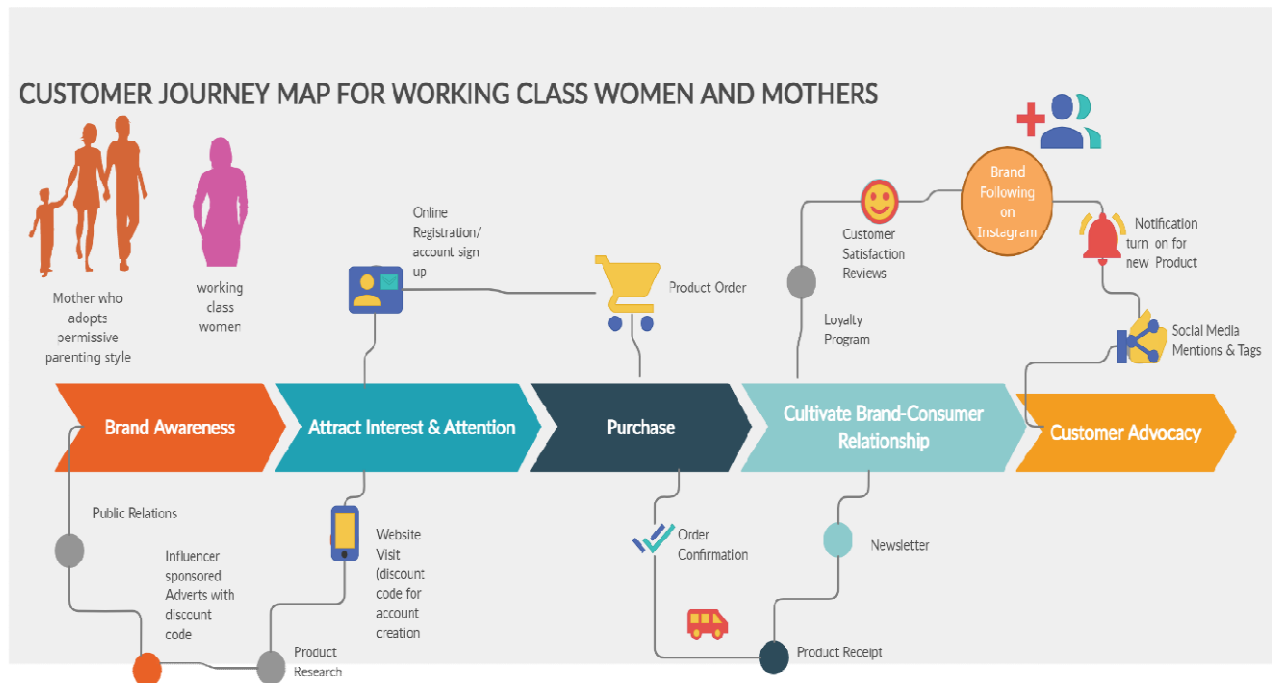 CUSTOMER JOURNEY MAP FOR WORKING CLASS WOMEN AND MOTHERS
Mother who
adopts
permissive
parenting style
working
class
women
Online
Registration/
account sign
up
Product Order
Loyalty
Program
Customer
Satisfaction
Reviews
Brand
Following
on
Instagram
Notification
turn on for
new Product
Social Media
Mentions & Tags
Brand Awareness
Attract Interest & Attention
Purchase
Cultivate Brand-Consumer
Relationship
Customer Advocacy
Public Relations
Influencer
sponsored
Adverts with
discount
code
Product
Research
Website
Visit
(discount
code for
account
creation
Order
Confirmation
Product Receipt
Newsletter